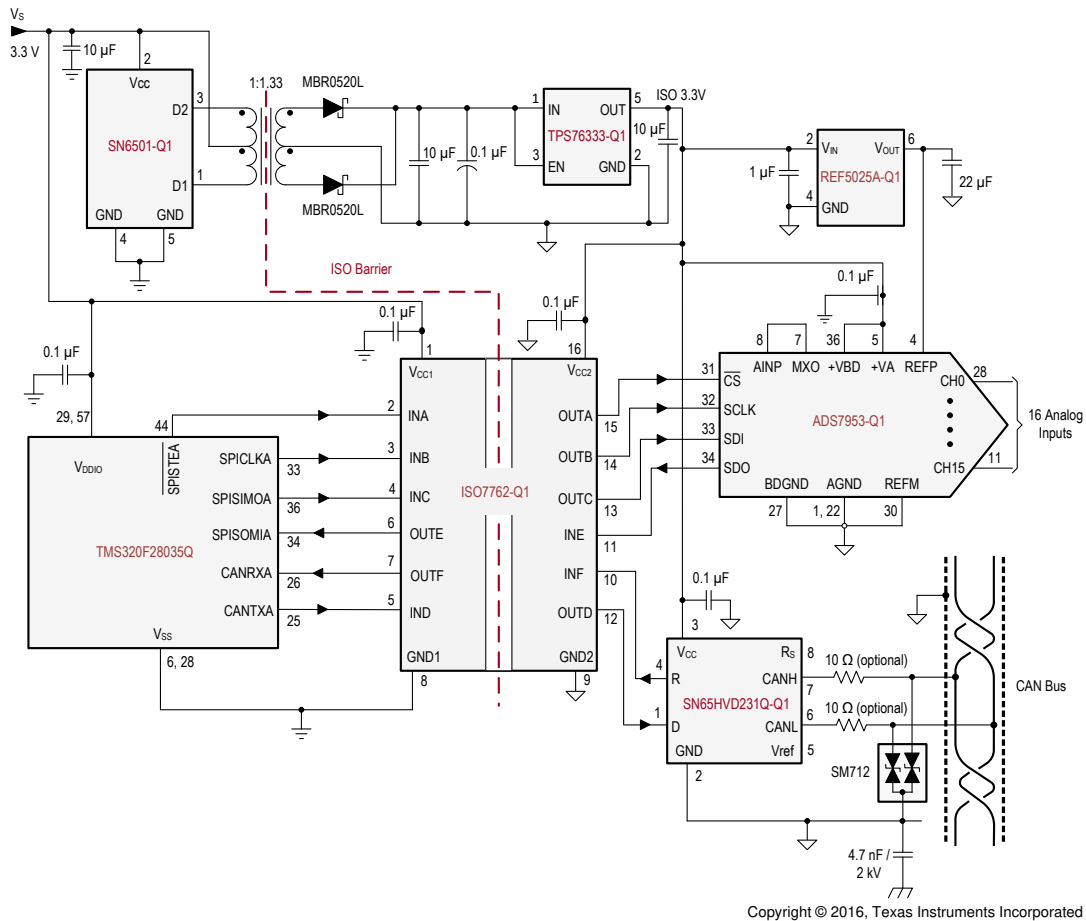 VS
3.3 V
10 µF
2
Vcc
D2
3
SN6501-Q1
D1
1
GND
GND
4
5
1:1.33
MBR0520L
MBR0520L
10 µF
0.1 µF
1
IN
OUT
5
TPS76333-Q1
3
EN
GND
2
ISO 3.3V
10 µF
2
VIN
VOUT
6
REF5025A-Q1
1 µF
4
GND
22 µF
ISO Barrier
0.1 µF
0.1 µF
0.1 µF
0.1 µF
29, 57
44
VDDIO
SPISTEA
SPICLKA
33
SPISIMOA
36
SPISOMIA
34
TMS320F28035Q
CANRXA
26
CANTXA
25
VSS
6, 28
1
VCC1
2
INA
3
INB
4
INC
6
OUTE
7
OUTF
5
IND
GND1
8
ISO7762-Q1
16
VCC2
OUTA
15
OUTB
14
OUTC
13
INE
11
INF
10
OUTD
12
GND2
9
8
7
36
5
4
AINP
MXO
+VBD
+VA
REFP
31
CS
32
SCLK
33
SDI
34
SDO
ADS7953-Q1
CH0
28
CH15
11
16 Analog
Inputs
BDGND
AGND
REFM
27
1, 22
30
0.1 µF
3
VCC
RS
8
4
R
CANH
7
SN65HVD231Q-Q1
1
D
CANL
6
GND
Vref
5
2
10 Ω (optional)
10 Ω (optional)
SM712
CAN Bus
4.7 nF /
2 kV
Copyright © 2016, Texas Instruments Incorporated